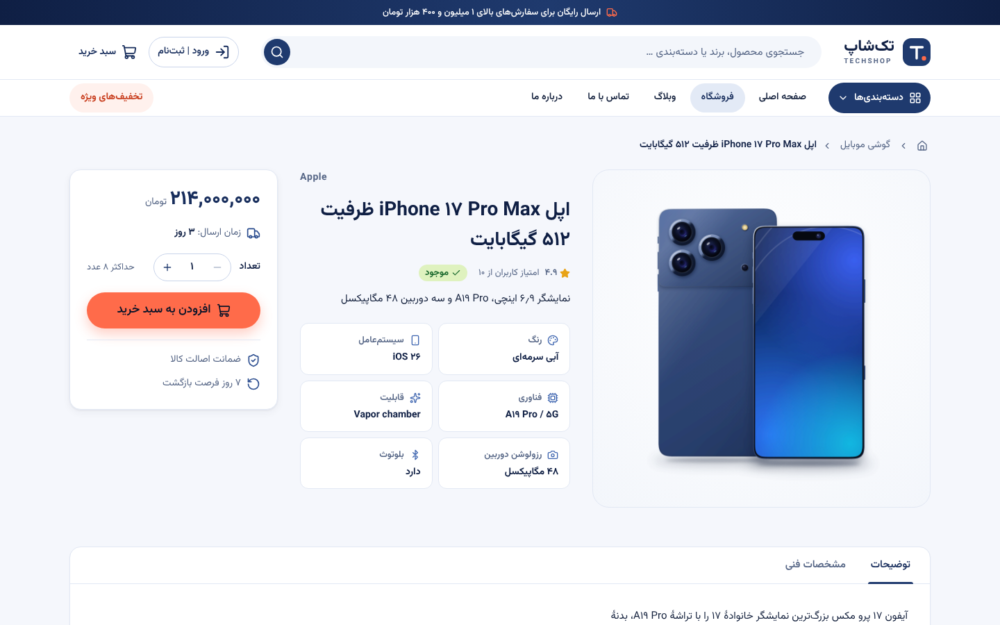 ارسال رایگان برای سفارش‌های بالای ۱ میلیون و ۴۰۰ هزار تومان
تک‌شاپ
TECHSHOP
T
جستجوی محصول، برند یا دسته‌بندی ...
ورود | ثبت‌نام
سبد خرید
دسته‌بندی‌ها
صفحه اصلی
فروشگاه
وبلاگ
تماس با ما
درباره ما
تخفیف‌های ویژه
گوشی موبایل
اپل iPhone ۱۷ Pro Max ظرفیت ۵۱۲ گیگابایت
Apple
اپل iPhone ۱۷ Pro Max ظرفیت
۵۱۲ گیگابایت
۴.۹ امتیاز کاربران از ۱۰
موجود
نمایشگر ۶٫۹ اینچی، A۱۹ Pro و سه دوربین ۴۸ مگاپیکسل
رنگ
آبی سرمه‌ای
سیستم‌عامل
iOS ۲۶
فناوری
A۱۹ Pro / ۵G
قابلیت
Vapor chamber
رزولوشن دوربین
۴۸ مگاپیکسل
بلوتوث
دارد
۲۱۴,۰۰۰,۰۰۰ تومان
زمان ارسال: ۳ روز
تعداد
۱
حداکثر ۸ عدد
افزودن به سبد خرید
ضمانت اصالت کالا
۷ روز فرصت بازگشت
توضیحات
مشخصات فنی
آیفون ۱۷ پرو مکس بزرگ‌ترین نمایشگر خانوادهٔ ۱۷ را با تراشهٔ A۱۹ Pro، بدنهٔ